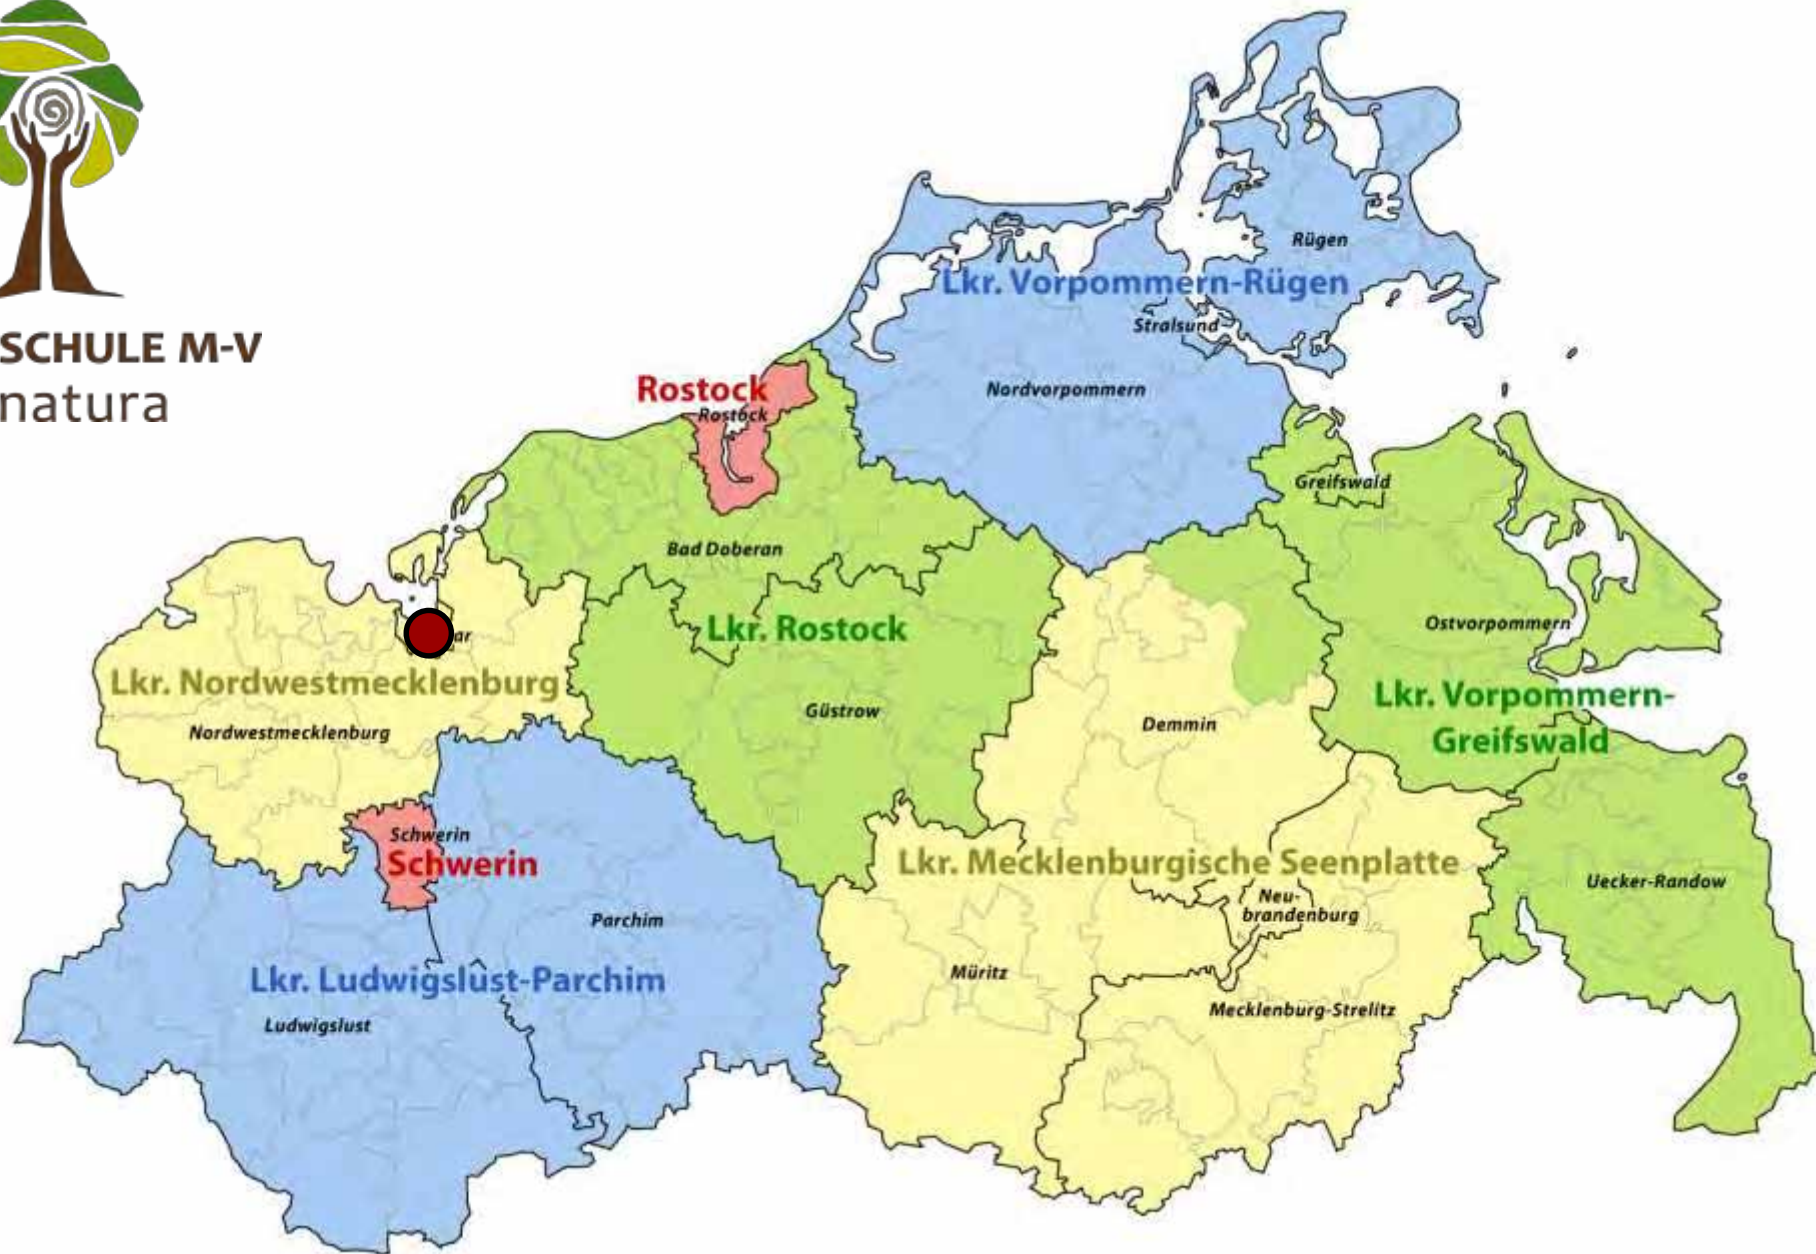 SCHULE M-V
natura
Rügen
Lkr. Vorpommern-Rügen
Stralsund
Nordvorpommern
Rostock
Rostock
Greifswald
Bad Doberan
Lkr. Rostock
Ostvorpommern
ar
Lkr. Nordwestmecklenburg
Nordwestmecklenburg
Güstrow
Demmin
Lkr. Vorpommern-
Greifswald
Schwerin
Schwerin
Lkr. Mecklenburgische Seenplatte
Uecker-Randow
Neu-
brandenburg
Parchim
Müritz
Lkr. Ludwigslust-Parchim
Mecklenburg-Strelitz
Ludwigslust